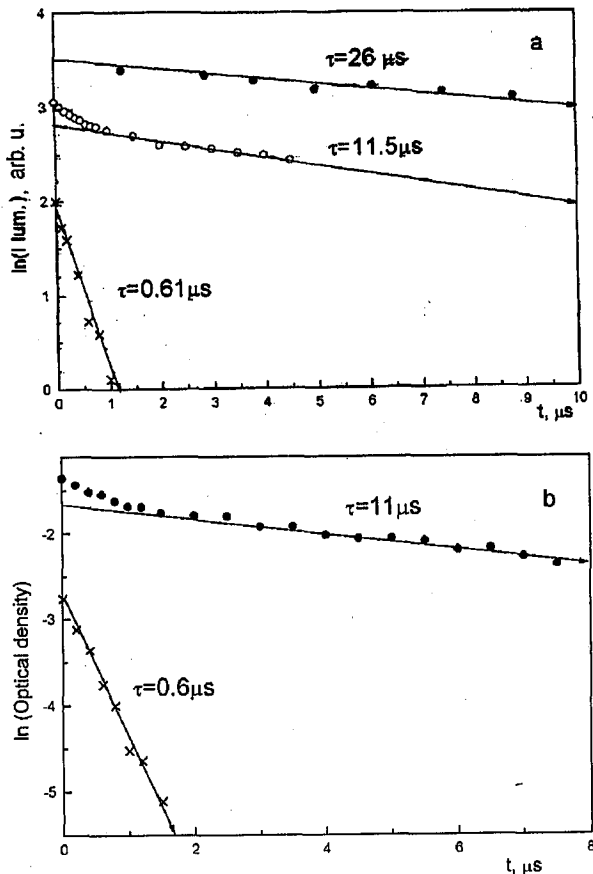 a
4
3
2
1
0
ln(I lum.), arb. u.
τ=26 μs
τ=11.5μs
τ=0.61μs
0 1 2 3 4 5 6 7 8 9 10
t, μs
b
-2
-3
-4
-5
ln (Optical density)
τ=11μs
τ=0.6μs
0 2 4 6 8
t, μs